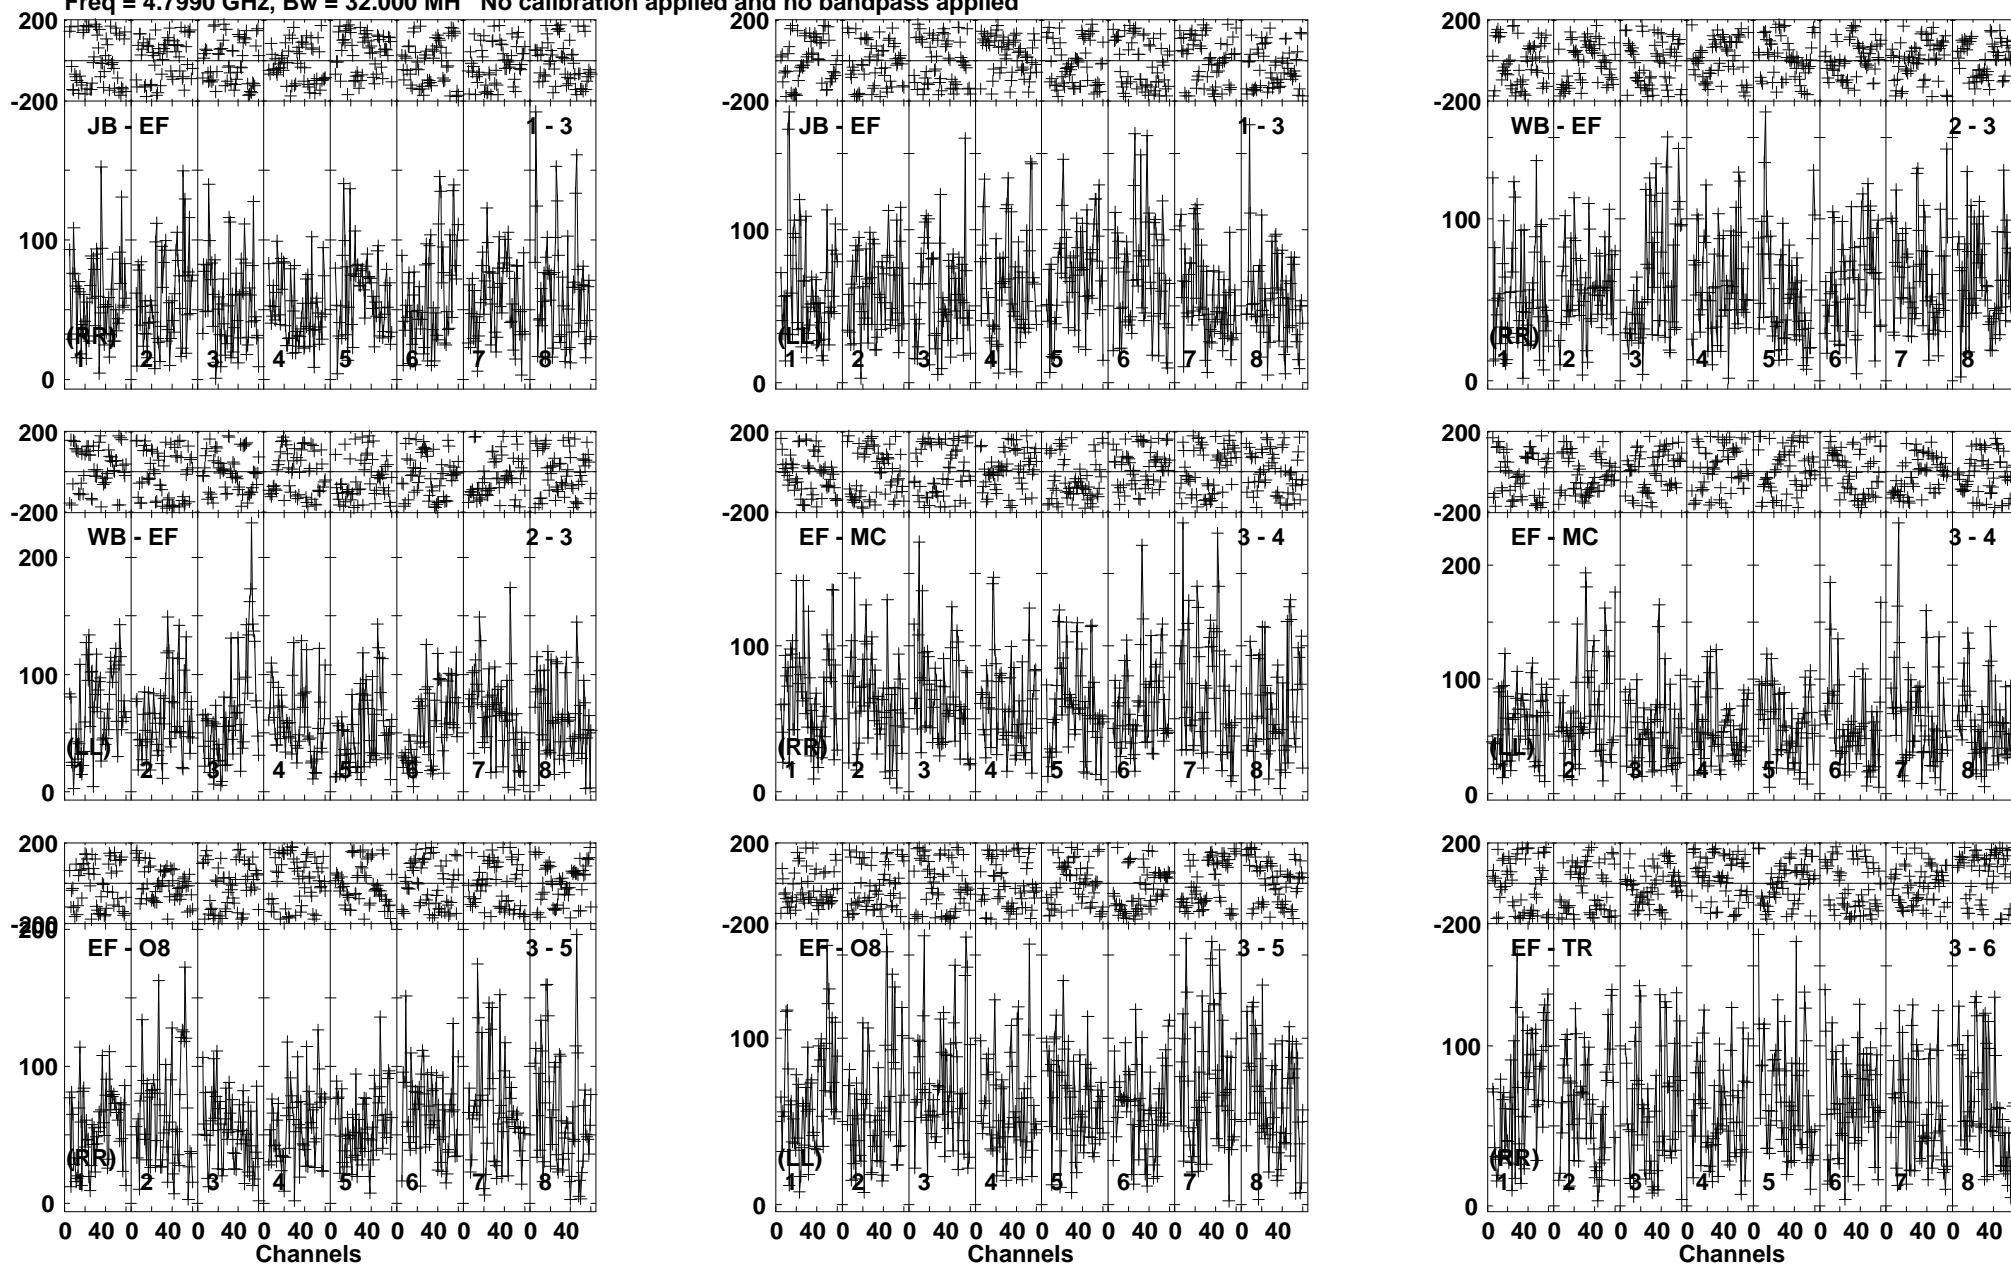 Freq = 4.7990 GHz, Bw = 32.000 MH No calibration applied and no bandpass applied
200 200 200
-200 -200 -200
JB - EF 1 - 3 JB - EF 1 - 3 WB - EF 2 - 3
100 100 100
(RR) (LL) (RR)
1 2 3 4 5 6 7 8 1 2 3 4 5 6 7 8 1 2 3 4 5 6 7 8
0 0 0
200 200 200
-200 -200 -200
WB - EF 2 - 3 EF - MC 3 - 4 EF - MC 3 - 4
200 200
100 100 100
(LL) (RR) (LL)
1 2 3 4 5 6 7 8 1 2 3 4 5 6 7 8 1 2 3 4 5 6 7 8
0 0 0
200 200 200
-200 -200 -200
200
EF - O8 3 - 5 EF - O8 3 - 5 EF - TR 3 - 6
100 100 100
(RR) (LL) (RR)
1 2 3 4 5 6 7 8 1 2 3 4 5 6 7 8 1 2 3 4 5 6 7 8
0 0 0
0 40 0 40 0 40 0 40 0 40 0 40 0 40 0 40 0 40 0 40 0 40 0 40 0 40 0 40 0 40 0 40 0 40 0 40 0 40 0 40 0 40 0 40 0 40 0 40
Channels Channels Channels